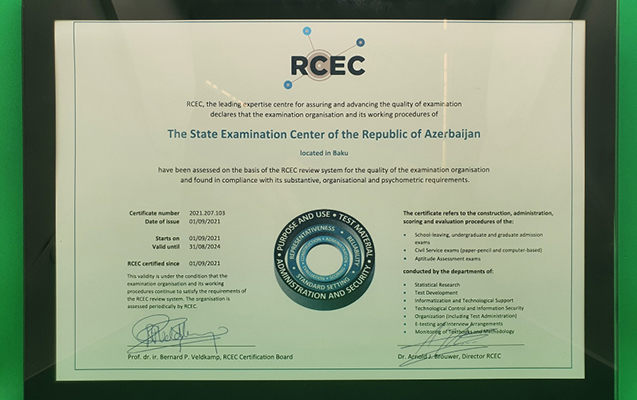 RCEC
RCEC, the leading expertise centre for assuring and advancing the quality of examination
declares that the examination organisation and its working procedures of
The State Examination Center of the Republic of Azerbaijan
located in Baku
have been assessed on the basis of the RCEC review system for the quality of the examination organisation
and found in compliance with its substantive, organisational and psychometric requirements.
Certificate number 2021.207.103
Date of issue 01/09/2021
Starts on 01/09/2021
Valid until 31/08/2024
RCEC certified since 01/09/2021
This validity is under the condition that the
examination organisation and its working
procedures continue to satisfy the requirements of
the RCEC review system. The organisation is
assessed periodically by RCEC.
Prof. dr. ir. Bernard P. Veldkamp, RCEC Certification Board
PURPOSE AND USE • TEST MATERIAL
ADMINISTRATION AND SECURITY
REPRESENTATIVENESS
RELIABILITY
STANDARD SETTING
The certificate refers to the construction, administration,
scoring and evaluation procedures of the:
• School-leaving, undergraduate and graduate admission
exams
• Civil Service exams (paper-pencil and computer-based)
• Aptitude Assessment exams
conducted by the departments of:
• Statistical Research
• Test Development
• Informatization and Technological Support
• Technological Control and Information Security
• Organization (including Test Administration)
• E-testing and Interview Arrangements
• Monitoring of Textbooks and Methodology
Dr. Arnold J. Brouwer, Director RCEC